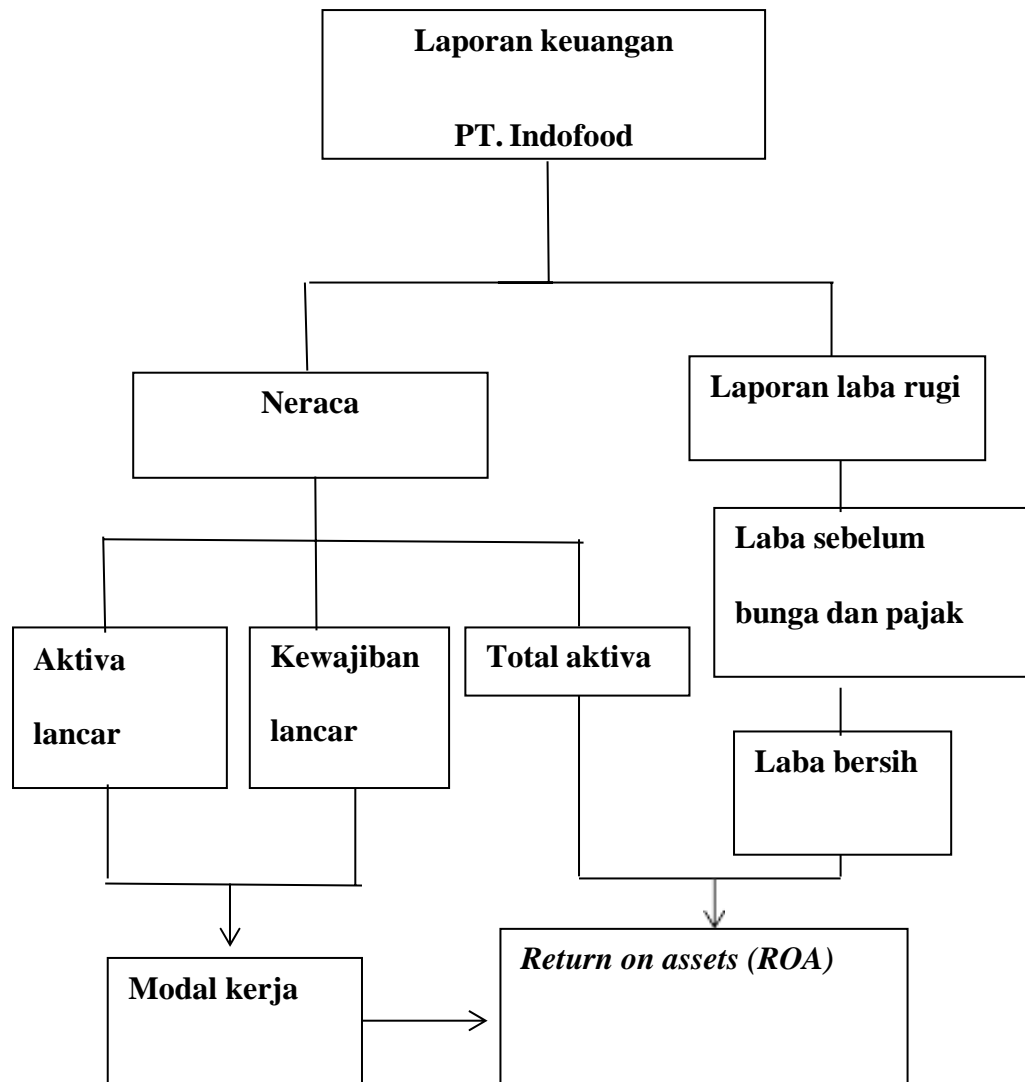 Laporan keuangan
PT. Indofood
Neraca
Laporan laba rugi
Laba sebelum
bunga dan pajak
Aktiva
lancar
Kewajiban
lancar
Total aktiva
Laba bersih
Modal kerja
Return on assets (ROA)